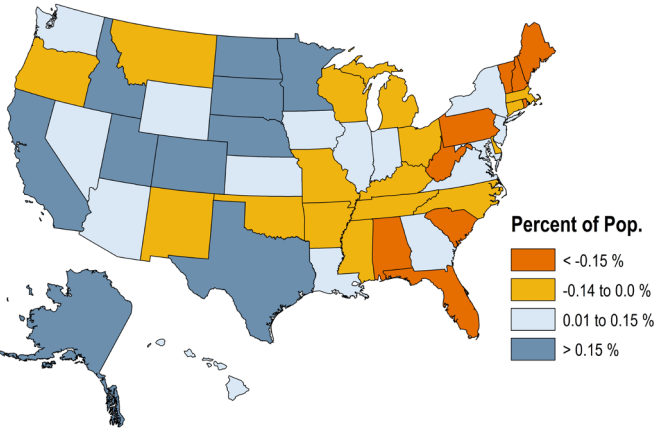 Percent of Pop.
< -0.15 %
-0.14 to 0.0 %
0.01 to 0.15 %
> 0.15 %